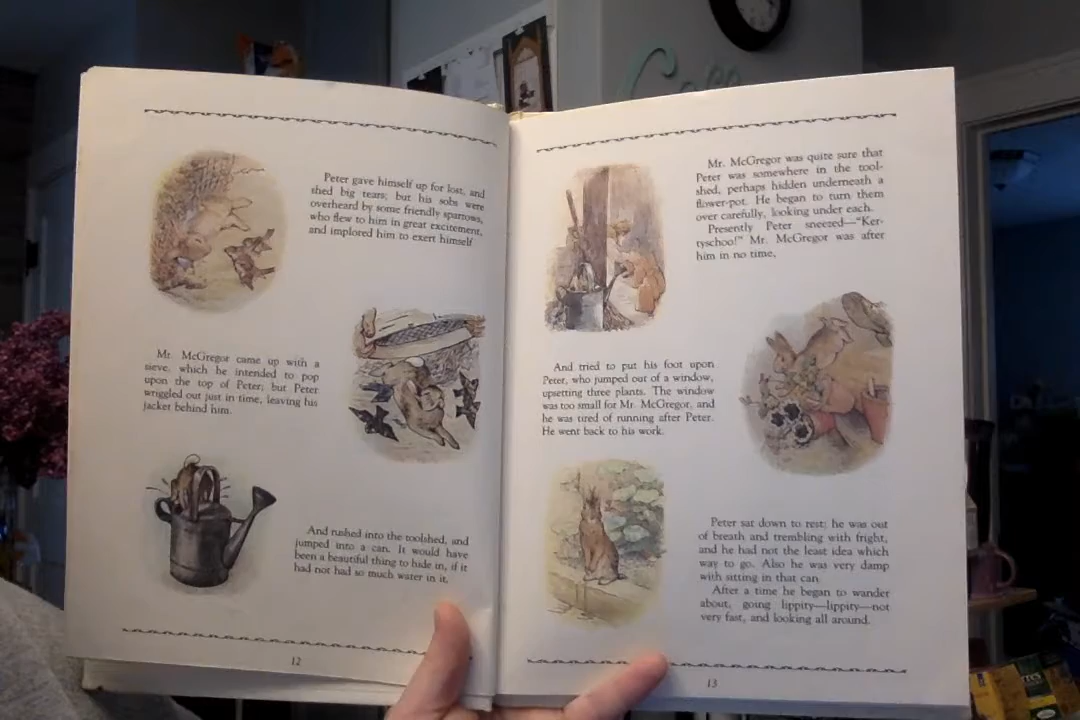 Peter gave himself up for lost, and
shed big tears; but his sobs were
overheard by some friendly sparrows,
who flew to him in great excitement,
and implored him to exert himself
Mr. McGregor came up with a
sieve, which he intended to pop
upon the top of Peter; but Peter
wriggled out just in time, leaving his
jacket behind him.
And rushed into the toolshed, and
jumped into a can. It would have
been a beautiful thing to hide in, if it
had not had so much water in it.
12
Mr. McGregor was quite sure that
Peter was somewhere in the tool-
shed, perhaps hidden underneath a
flower-pot. He began to turn them
over carefully, looking under each.
Presently Peter sneezed—"Ker-
tyschoo!" Mr. McGregor was after
him in no time,
And tried to put his foot upon
Peter, who jumped out of a window,
upsetting three plants. The window
was too small for Mr. McGregor, and
he was tired of running after Peter.
He went back to his work.
Peter sat down to rest; he was out
of breath and trembling with fright,
and he had not the least idea which
way to go. Also he was very damp
with sitting in that can
After a time he began to wander
about, going lippity—lippity—not
very fast, and looking all around.
13